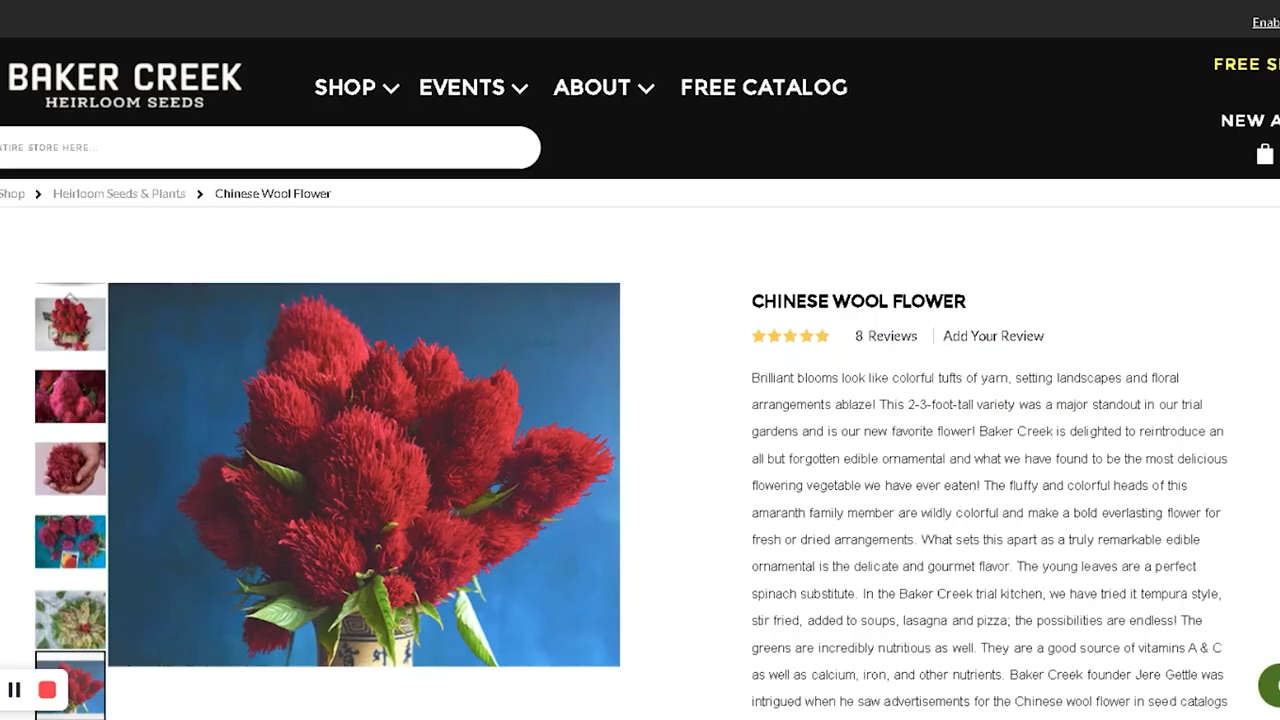 Enab
BAKER CREEK
HEIRLOOM SEEDS
SHOP
EVENTS
ABOUT
FREE CATALOG
FREE S
NEW A
NTIRE STORE HERE...
Shop
Heirloom Seeds & Plants
Chinese Wool Flower
CHINESE WOOL FLOWER
8 Reviews
Add Your Review
Brilliant blooms look like colorful tufts of yarn, setting landscapes and floral
arrangements ablaze! This 2-3-foot-tall variety was a major standout in our trial
gardens and is our new favorite flower! Baker Creek is delighted to reintroduce an
all but forgotten edible ornamental and what we have found to be the most delicious
flowering vegetable we have ever eaten! The fluffy and colorful heads of this
amaranth family member are wildly colorful and make a bold everlasting flower for
fresh or dried arrangements. What sets this apart as a truly remarkable edible
ornamental is the delicate and gourmet flavor. The young leaves are a perfect
spinach substitute. In the Baker Creek trial kitchen, we have tried it tempura style,
stir fried, added to soups, lasagna and pizza; the possibilities are endless! The
greens are incredibly nutritious as well. They are a good source of vitamins A & C
as well as calcium, iron, and other nutrients. Baker Creek founder Jere Gettle was
intrigued when he saw advertisements for the Chinese wool flower in seed catalogs